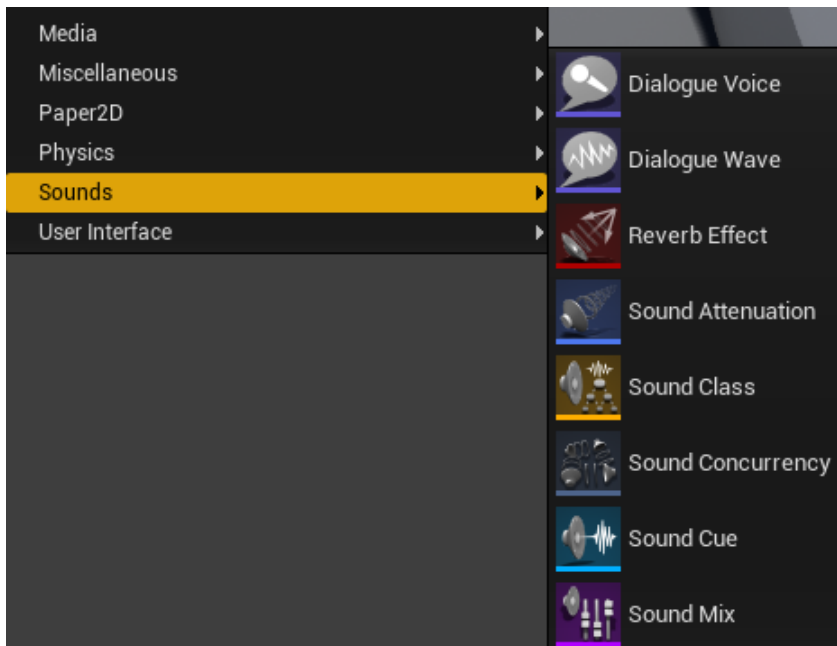 Media
Miscellaneous
Paper2D
Physics
Sounds
User Interface
Dialogue Voice
Dialogue Wave
Reverb Effect
Sound Attenuation
Sound Class
Sound Concurrency
Sound Cue
Sound Mix